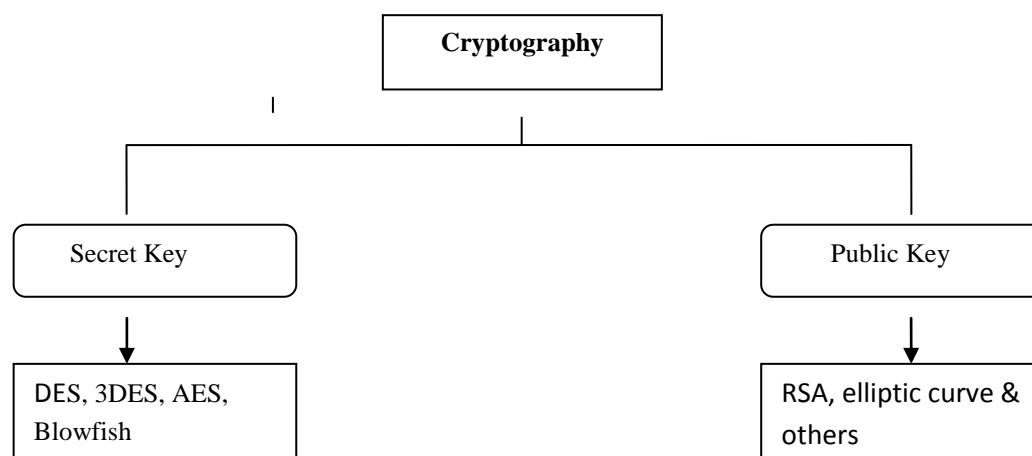 Cryptography
Secret Key
Public Key
DES, 3DES, AES,
Blowfish
RSA, elliptic curve &
others